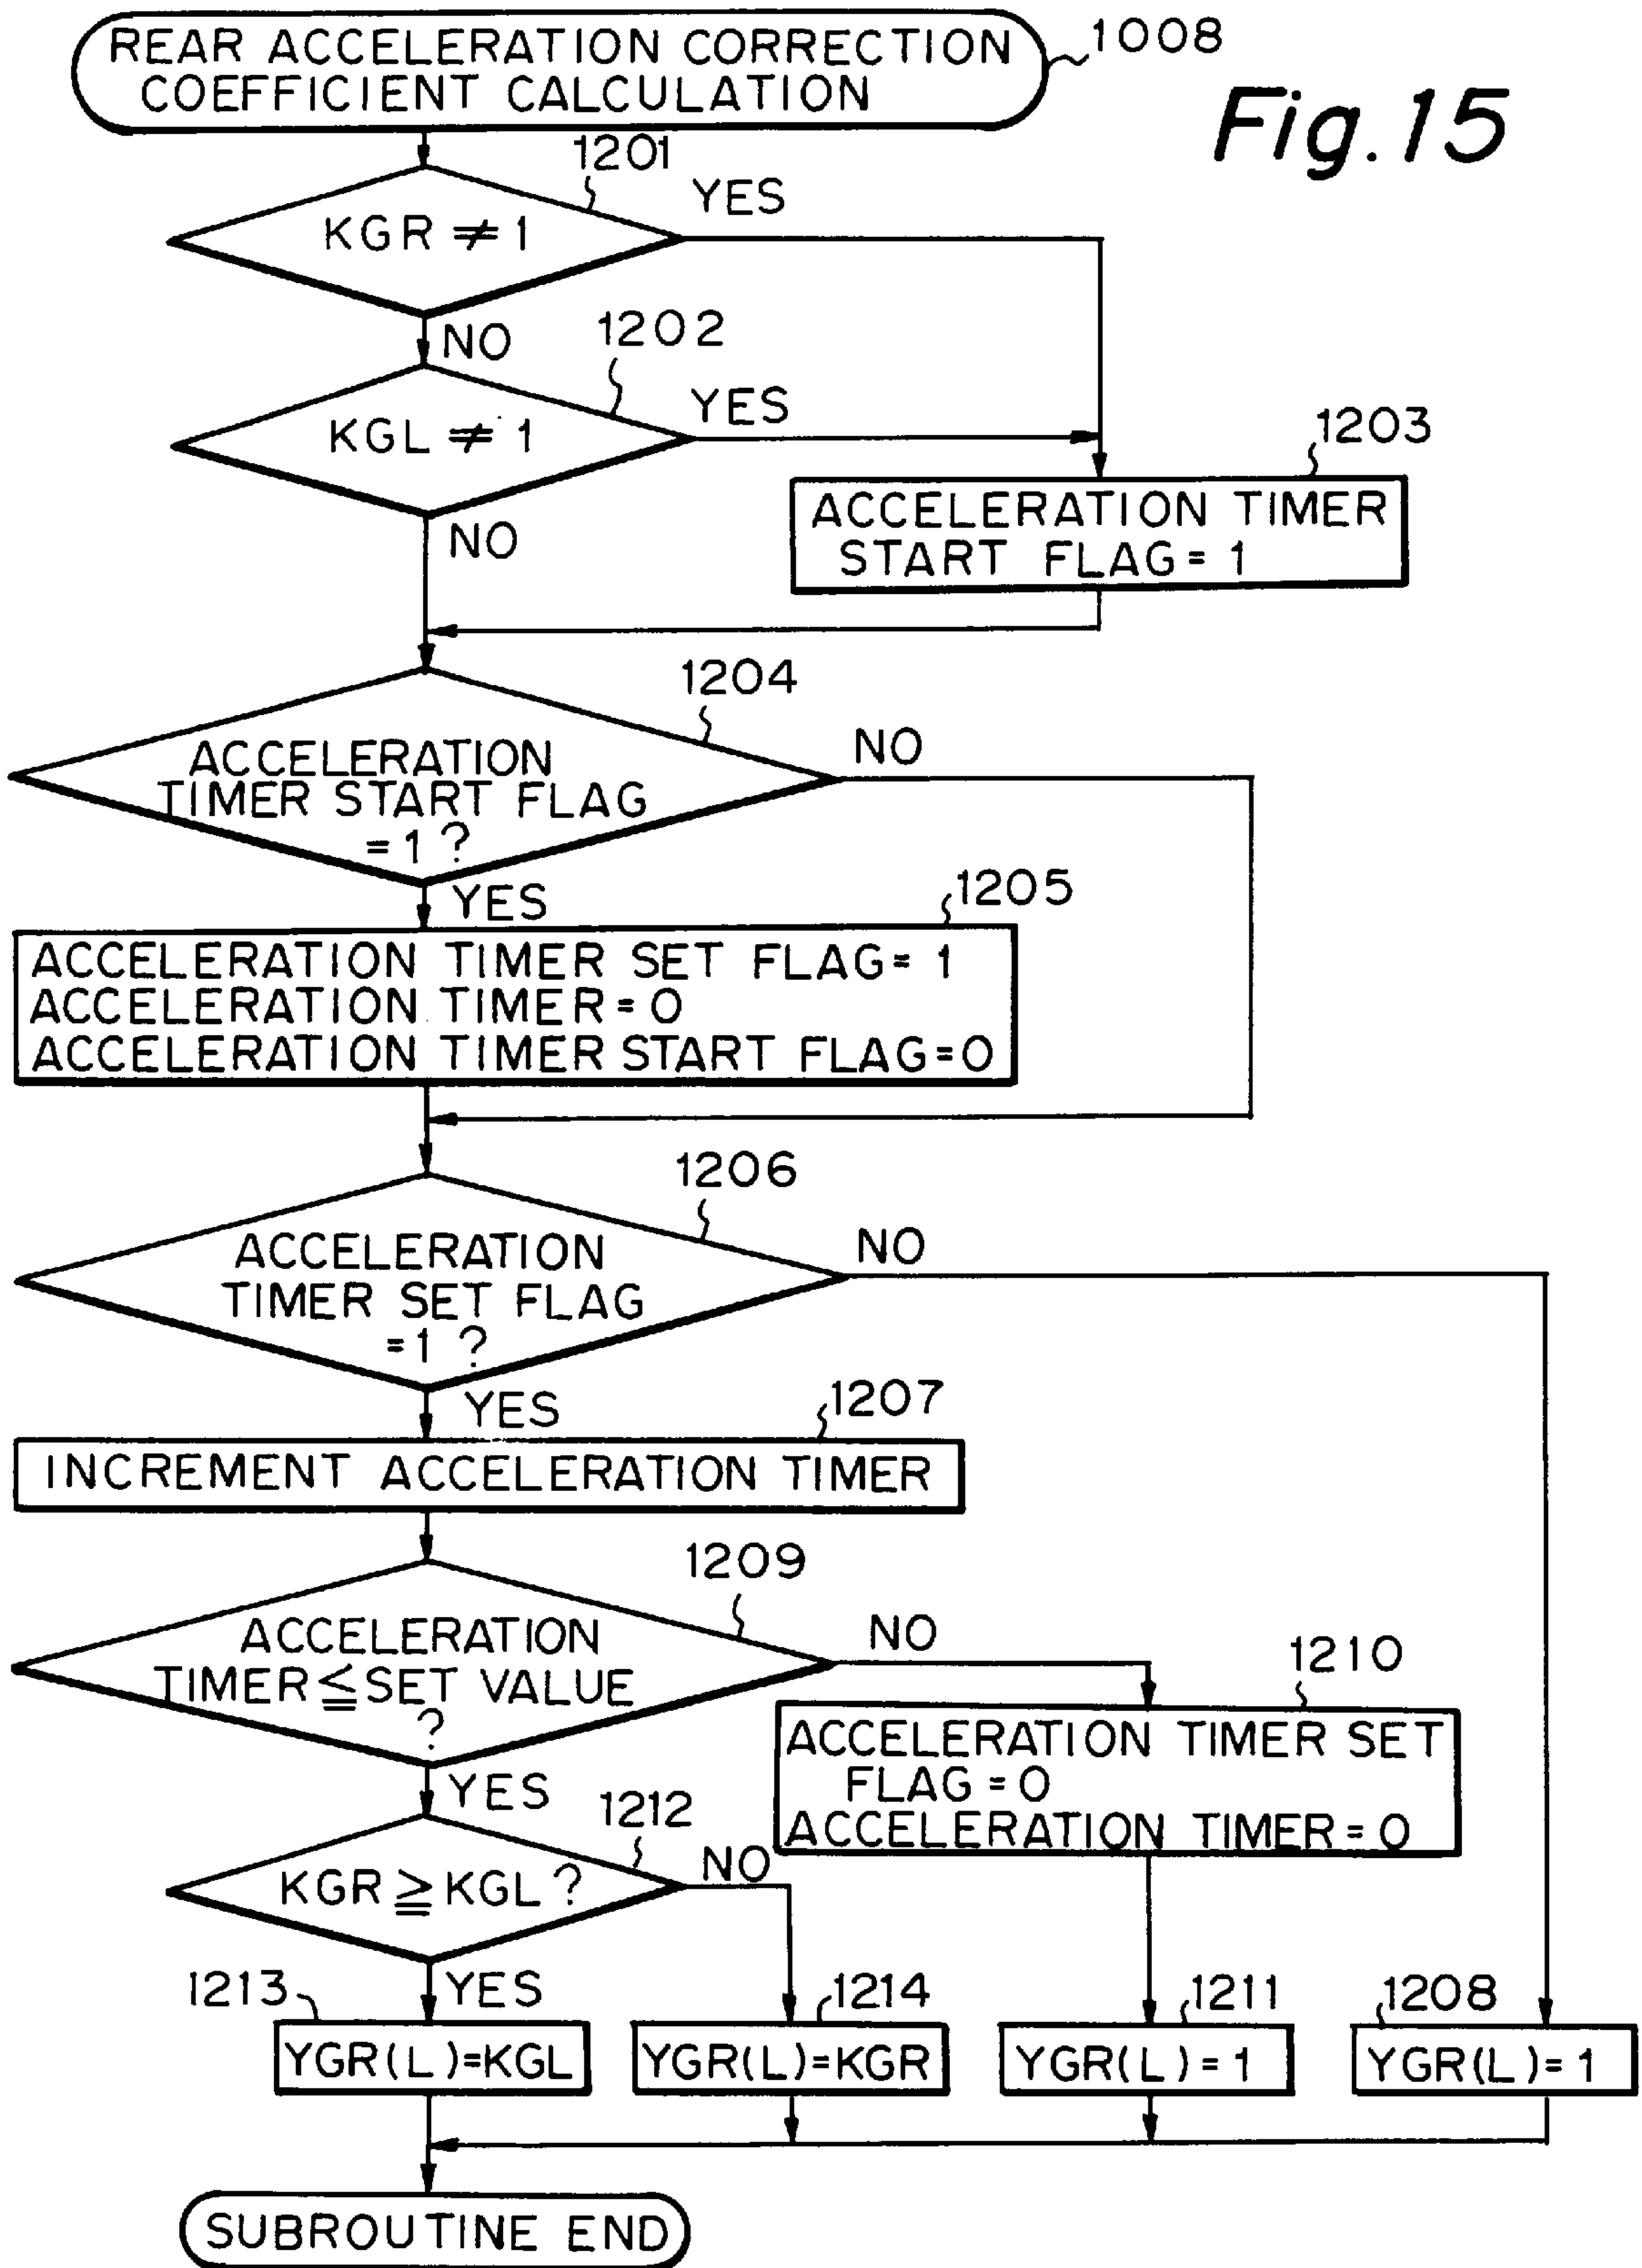 REAR ACCELERATION CORRECTION
COEFFICIENT CALCULATION
1008
Fig. 15
1201
KGR ≠ 1
YES
NO
1202
KGL ≠ 1
YES
NO
1203
ACCELERATION TIMER
START FLAG = 1
1204
ACCELERATION
TIMER START FLAG
= 1 ?
NO
YES
1205
ACCELERATION TIMER SET FLAG = 1
ACCELERATION TIMER = 0
ACCELERATION TIMER START FLAG = 0
1206
ACCELERATION
TIMER SET FLAG
= 1 ?
NO
YES
1207
INCREMENT ACCELERATION TIMER
1209
ACCELERATION
TIMER ≦ SET VALUE
?
NO
YES
1210
ACCELERATION TIMER SET
FLAG = 0
ACCELERATION TIMER = 0
1212
KGR ≧ KGL ?
NO
YES
1213
YGR(L)=KGL
1214
YGR(L)=KGR
1211
YGR(L) = 1
1208
YGR(L) = 1
SUBROUTINE END